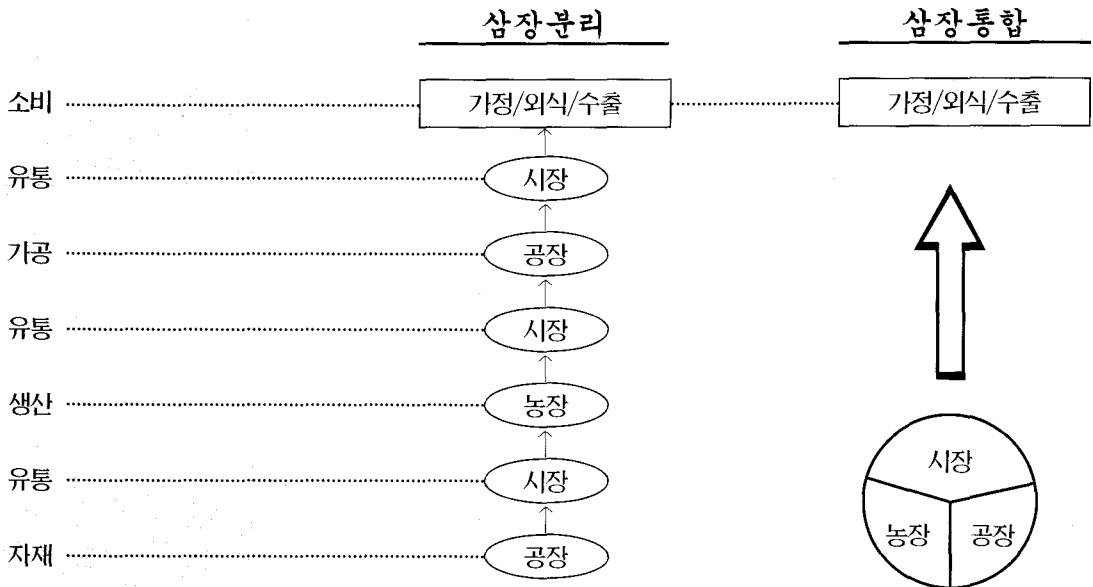 삼장분리 삼장통합
소비 가정/외식/수출 가정/외식/수출
유통 시장
가공 공장
유통 시장
생산 농장
시장
유통 시장
농장 공장
자재 공장